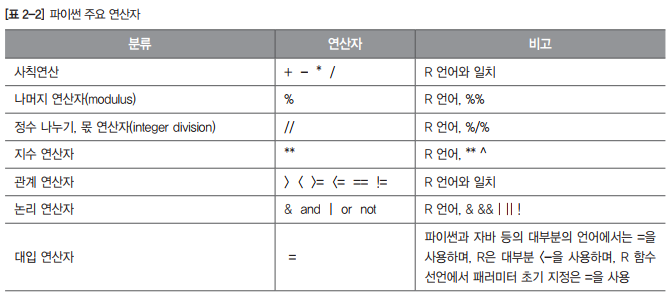 [표 2-2] 파이썬 주요 연산자
분류 연산자 비고
사칙연산 + - * / R 언어와 일치
나머지 연산자(modulus) % R 언어, %%
정수 나누기, 몫 연산자(integer division) // R 언어, %/%
지수 연산자 ** R 언어, ** ^
관계 연산자 > < >= <= == != R 언어와 일치
논리 연산자 & and | or not R 언어, & && | || !
대입 연산자 = 파이썬과 자바 등의 대부분의 언어에서는 =을
사용하며, R은 대부분 <-을 사용하며, R 함수
선언에서 패러미터 초기 지정은 =을 사용